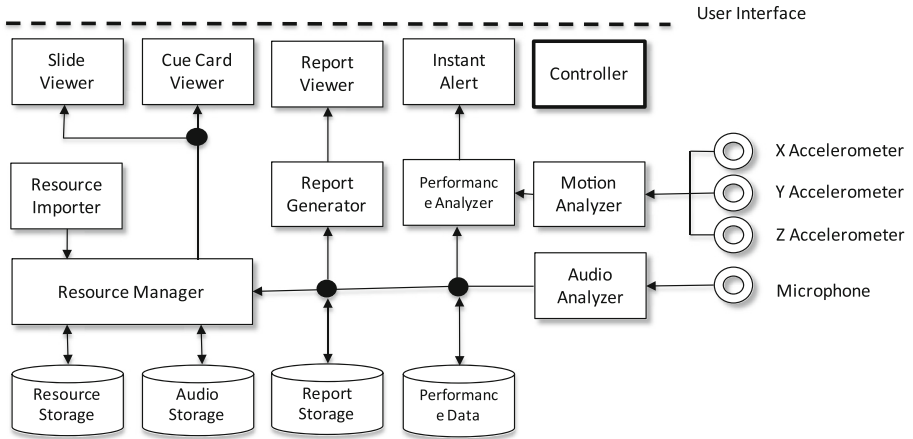 User Interface
Slide
Viewer
Cue Card
Viewer
Report
Viewer
Instant
Alert
Controller
Resource
Importer
Report
Generator
Performanc
e Analyzer
Motion
Analyzer
X Accelerometer
Y Accelerometer
Z Accelerometer
Resource Manager
Audio
Analyzer
Microphone
Resource
Storage
Audio
Storage
Report
Storage
Performanc
e Data